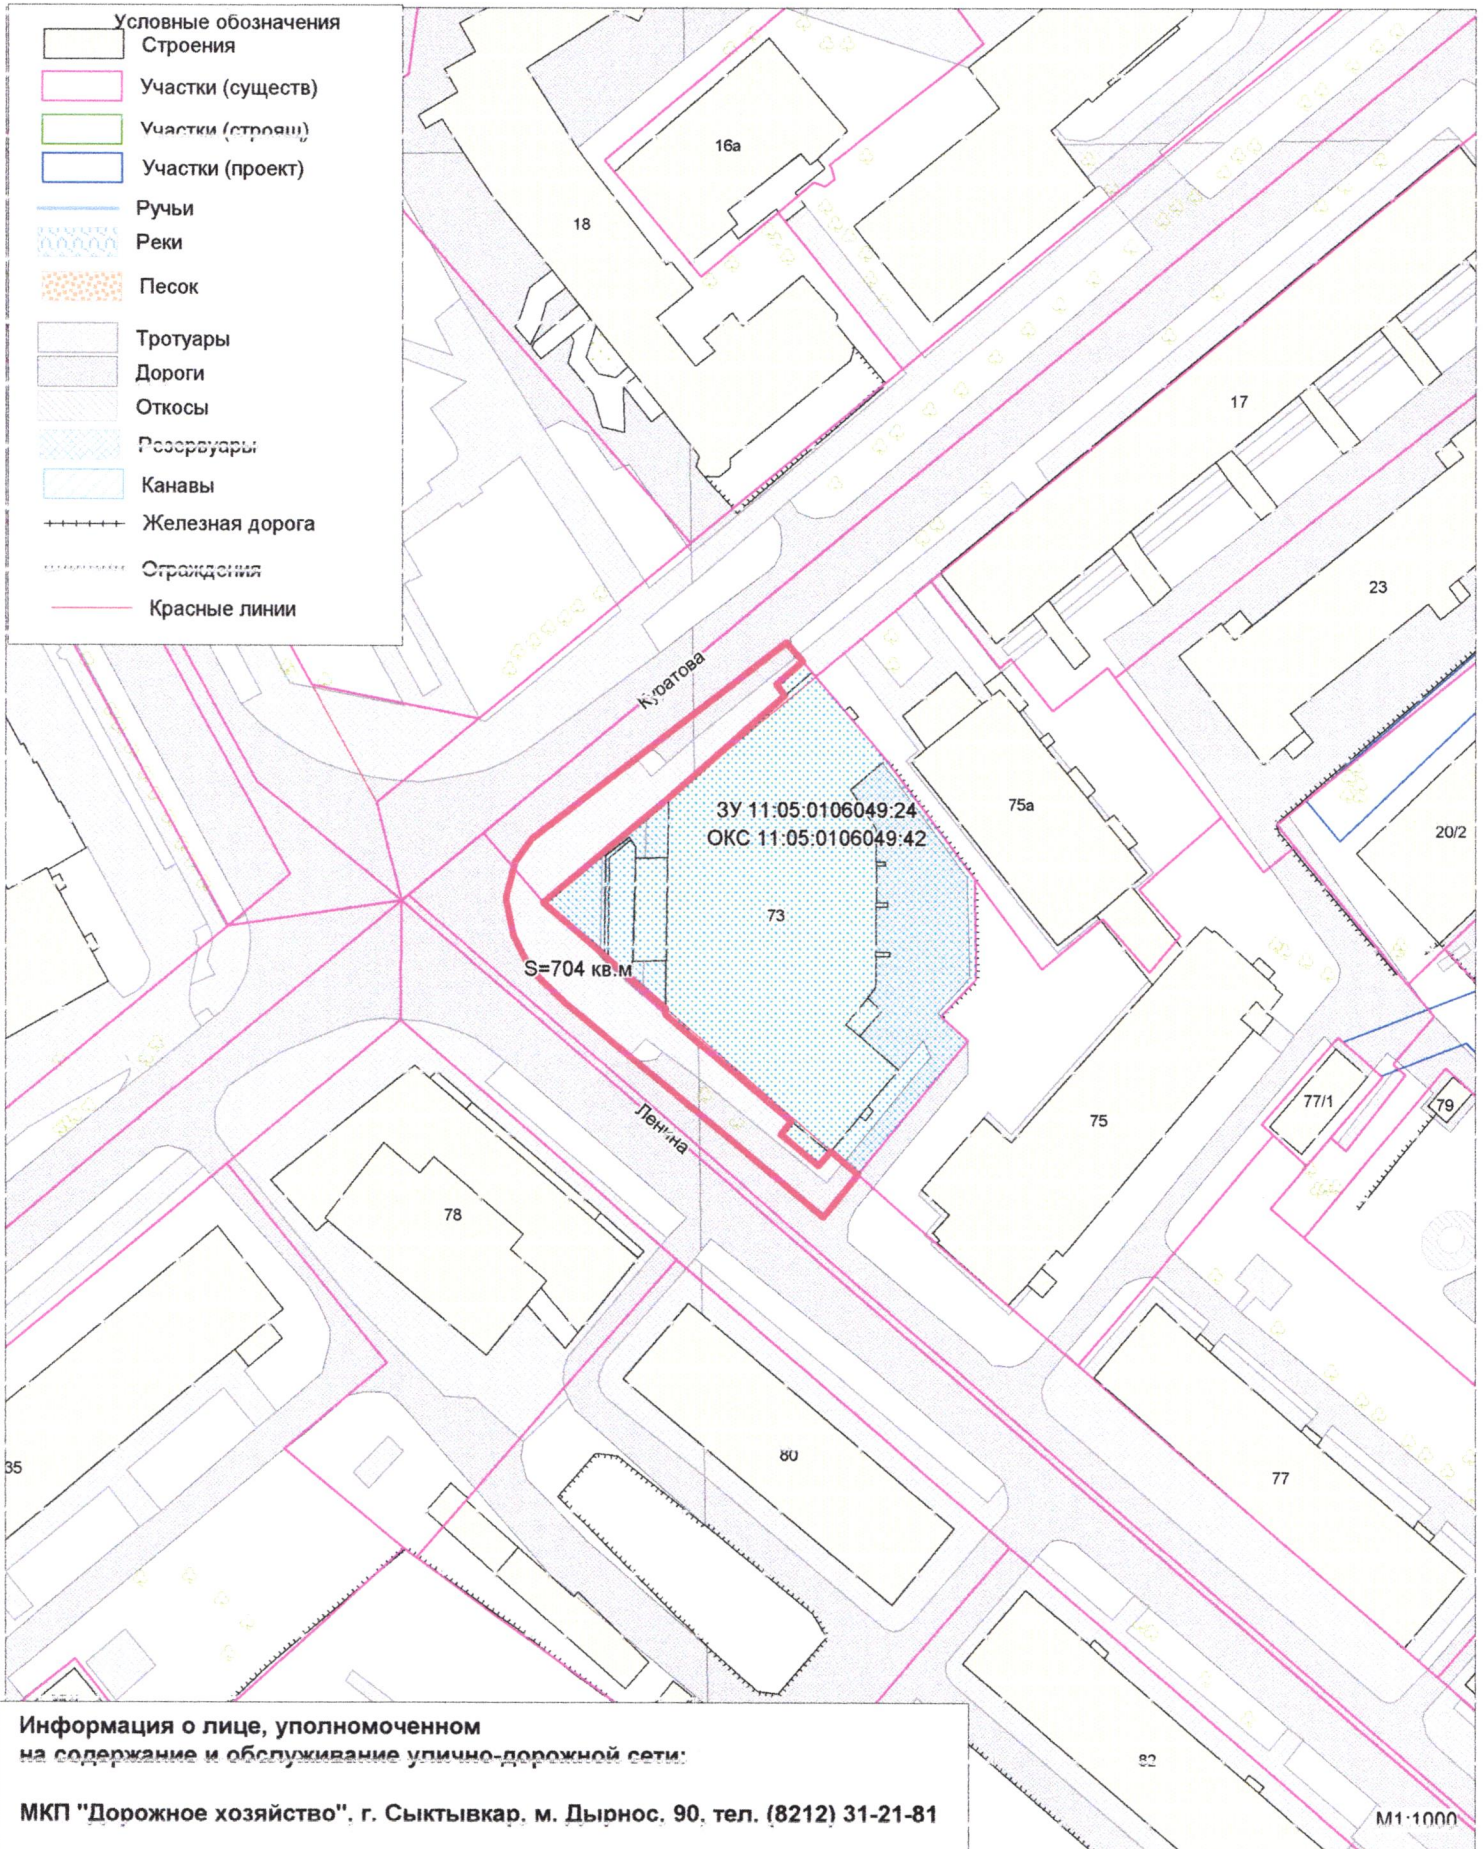 Условные обозначения
Строения
Участки (существ)
Участки (строящ)
Участки (проект)
Ручьи
Реки
Песок
Тротуары
Дороги
Откосы
Резервуары
Канавы
Железная дорога
Ограждения
Красные линии
16а
18
17
23
Куратова
ЗУ 11:05:0106049:24
ОКС 11:05:0106049:42
75а
20/2
73
S=704 кв.м
Ленина
77/1
79
75
78
80
35
77
82
Информация о лице, уполномоченном
на содержание и обслуживание улично-дорожной сети:
МКП "Дорожное хозяйство", г. Сыктывкар, м. Дырнос, 90, тел. (8212) 31-21-81
М1:1000